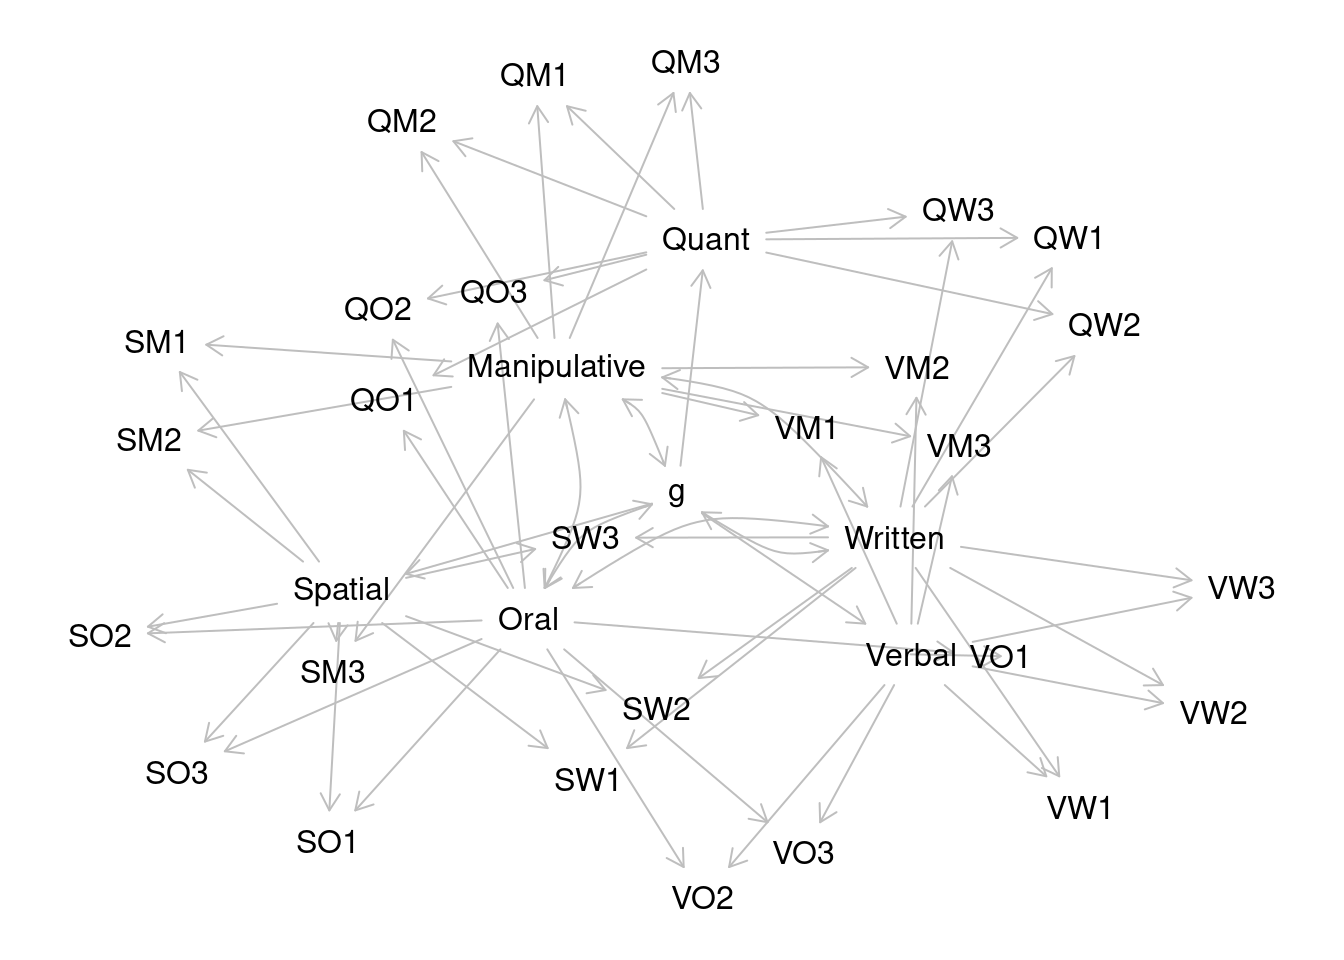 QM3
QM1
QM2
QW3
QW1
Quant
QO3
QO2
QW2
SM1
Manipulative
VM2
QO1
VM1
SM2
VM3
g
SW3
Written
Spatial
VW3
Oral
SO2
Verbal
VO1
SM3
SW2
VW2
SO3
SW1
VW1
SO1
VO3
VO2